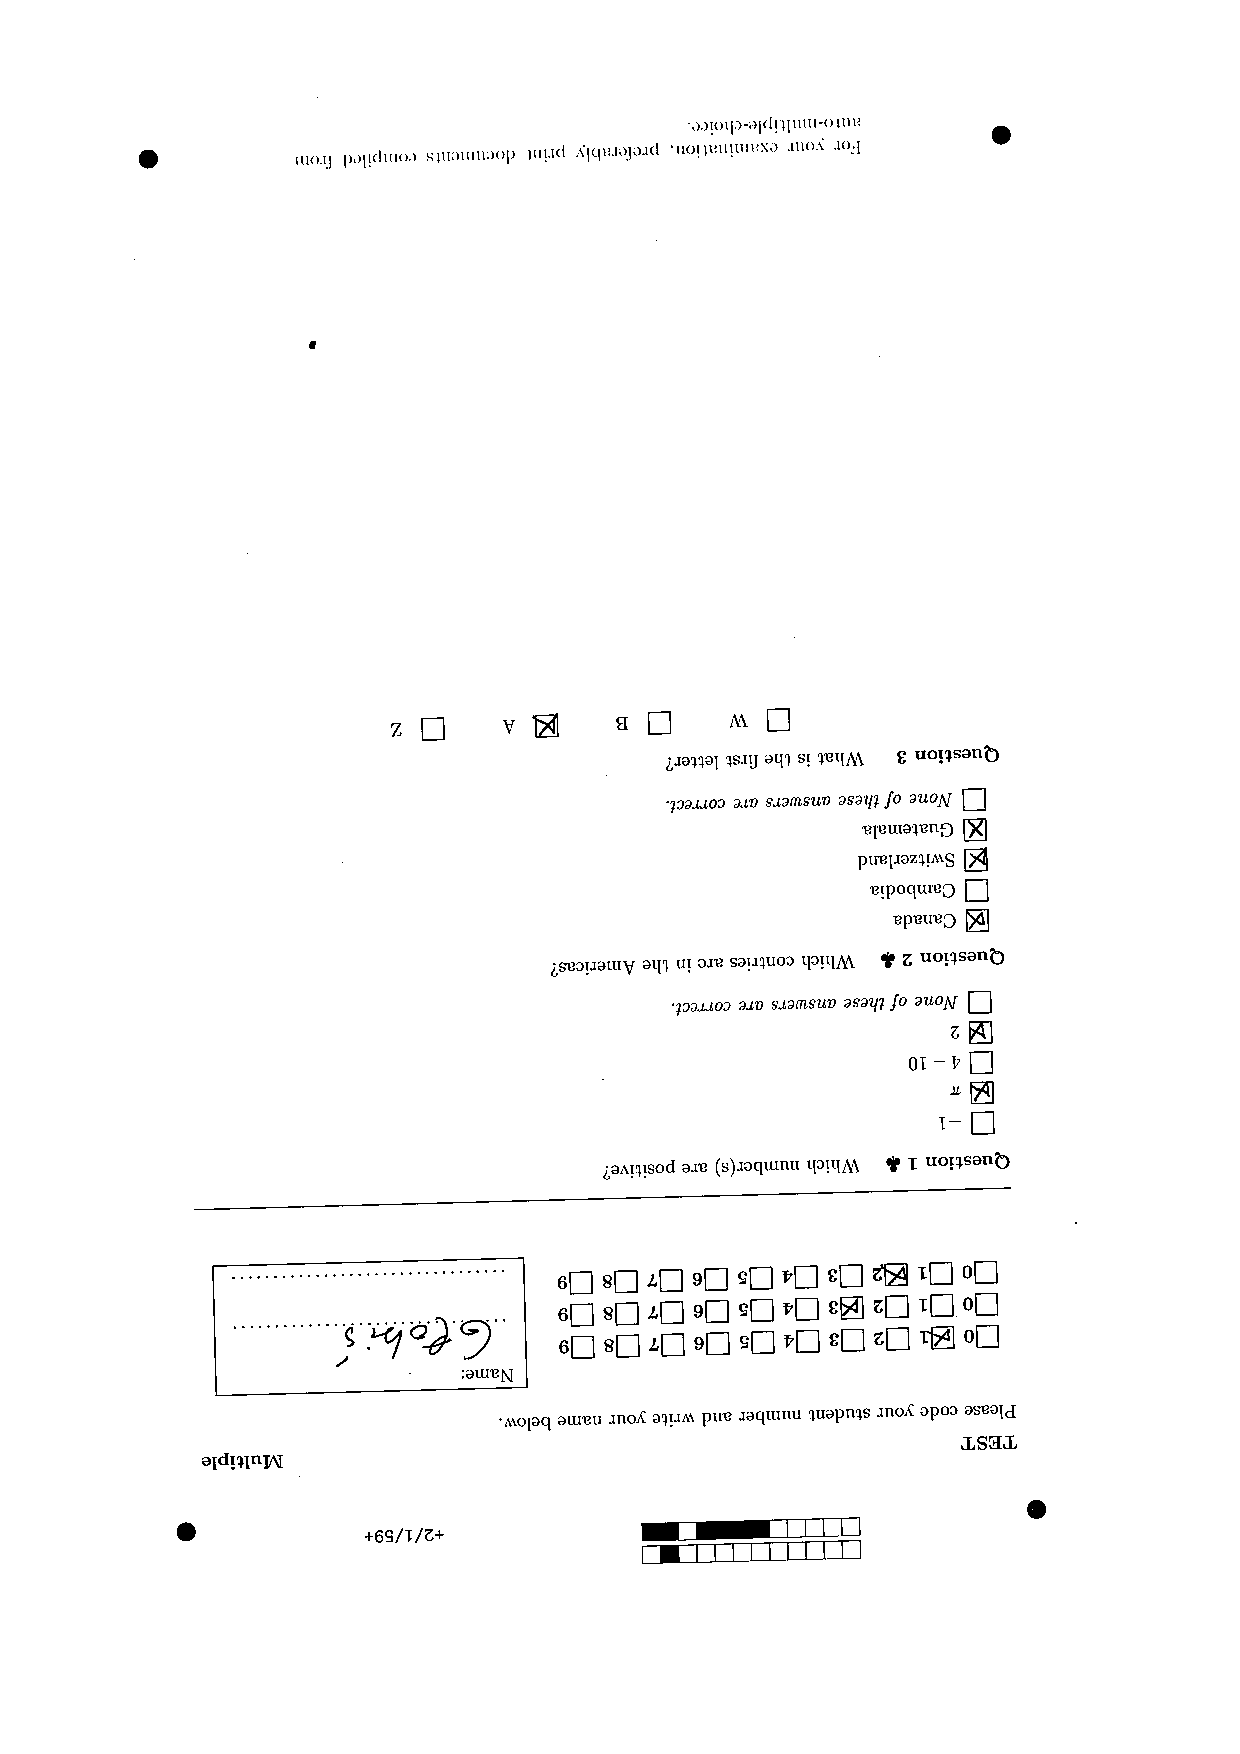 +2/1/59+
TEST
Multiple
Please code your student number and write your name below.
0 1 2 3 4 5 6 7 8 9
0 1 2 3 4 5 6 7 8 9
0 1 2 3 4 5 6 7 8 9
Name:
Question 1 ♣ Which number(s) are positive?
−1
π
4 − 10
2
None of these answers are correct.
Question 2 ♣ Which contries are in the Americas?
Canada
Cambodia
Switzerland
Guatemala
None of these answers are correct.
Question 3 What is the first letter?
W B A Z
For your examination, preferably print documents compiled from
auto-multiple-choice.